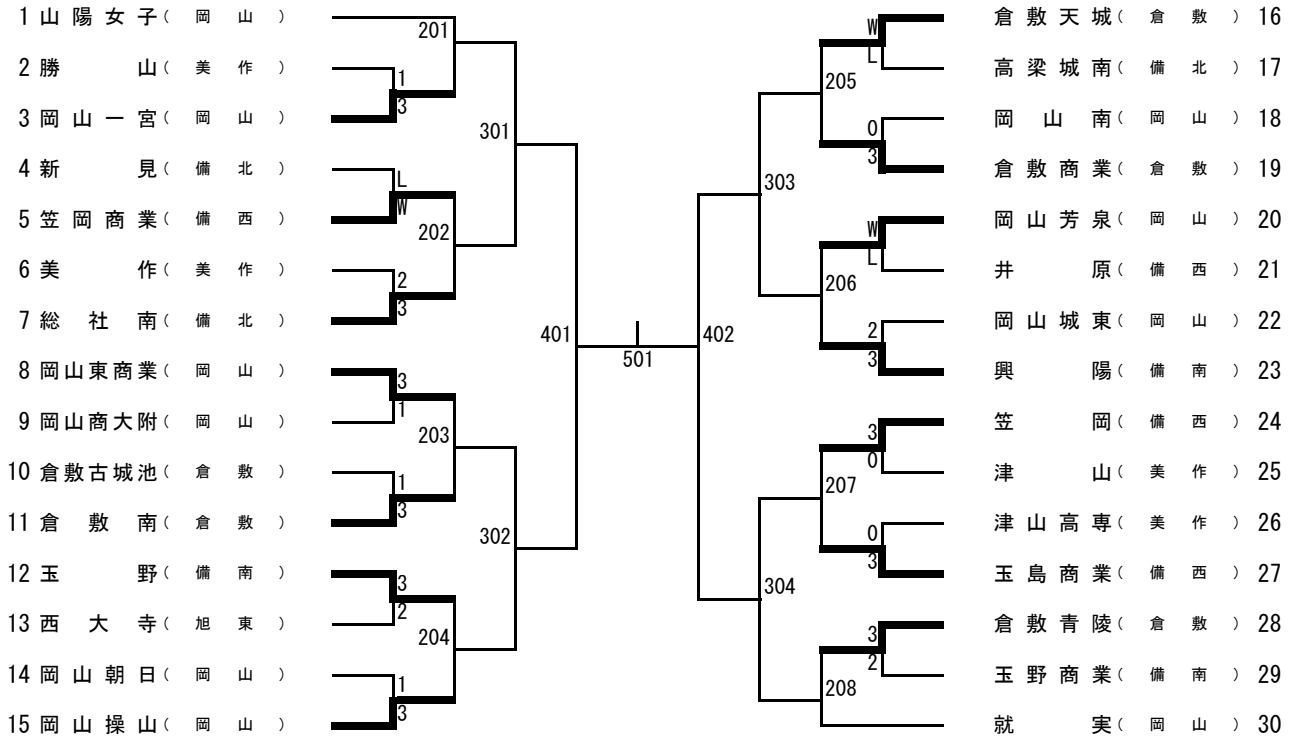 1 山陽女子（岡山）
2 勝山（美作）
3 岡山一宮（岡山）
4 新見（備北）
5 笠岡商業（備西）
6 美作（美作）
7 総社南（備北）
8 岡山東商業（岡山）
9 岡山商大附（岡山）
10 倉敷古城池（倉敷）
11 倉敷南（倉敷）
12 玉野（備南）
13 西大寺（旭東）
14 岡山朝日（岡山）
15 岡山操山（岡山）
1
3
L
W
2
3
3
1
1
3
3
2
1
3
201
202
203
204
301
302
401
501
402
303
304
205
206
207
208
W
L
0
3
W
L
2
3
3
0
0
3
3
2
倉敷天城（倉敷） 16
高梁城南（備北） 17
岡山南（岡山） 18
倉敷商業（倉敷） 19
岡山芳泉（岡山） 20
井原（備西） 21
岡山城東（岡山） 22
興陽（備南） 23
笠岡（備西） 24
津山（美作） 25
津山高専（美作） 26
玉島商業（備西） 27
倉敷青陵（倉敷） 28
玉野商業（備南） 29
就実（岡山） 30